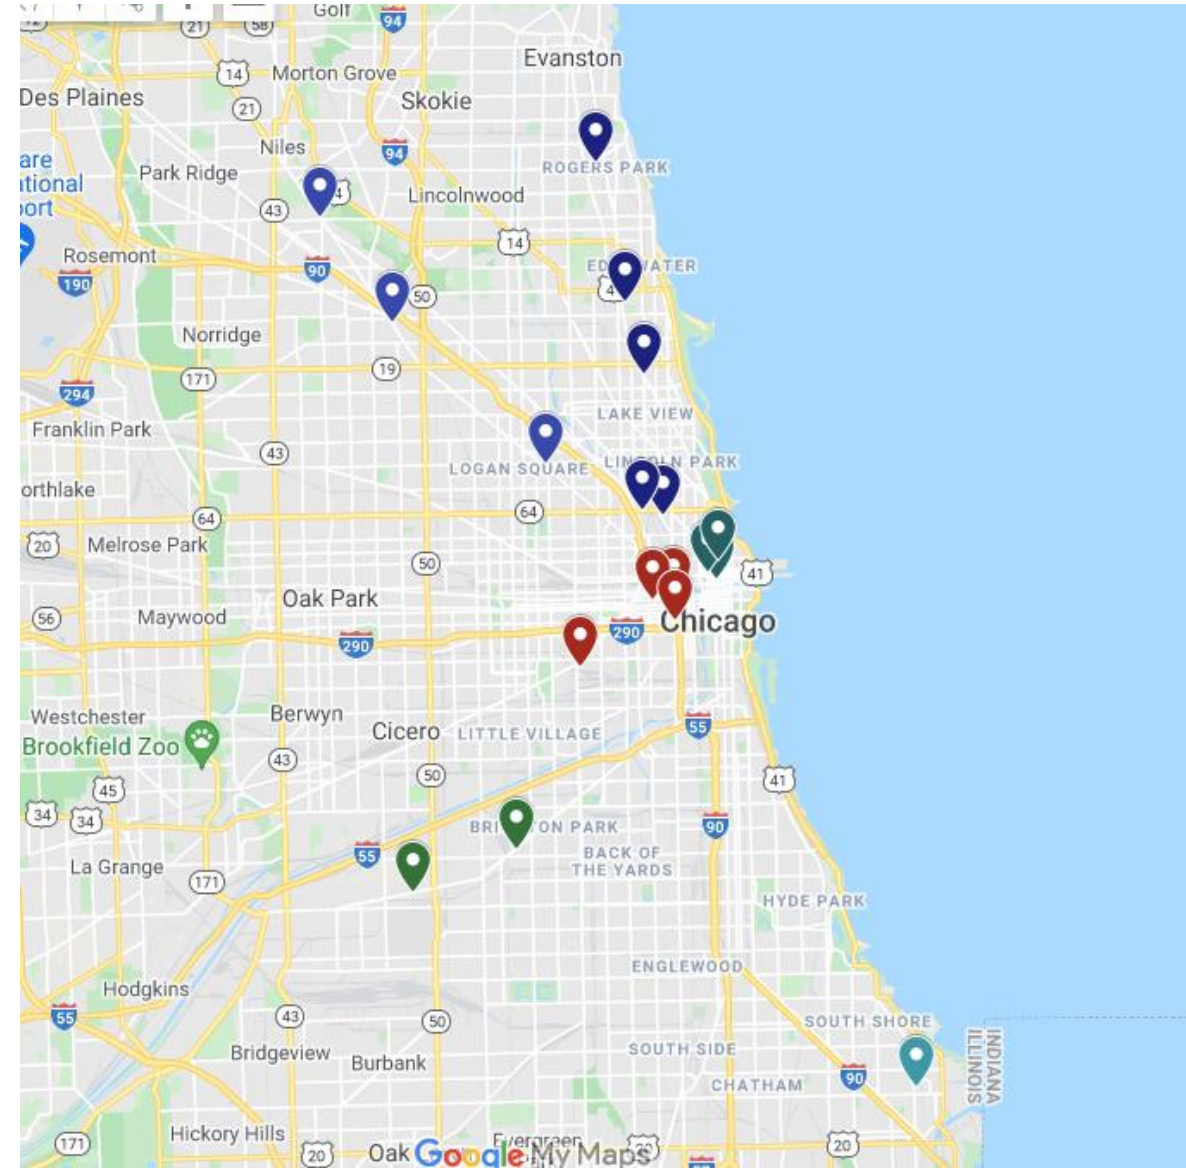 Golf
94
21
58
Evanston
14
Morton Grove
Skokie
Des Plaines
21
Niles
94
ROGERS PARK
Park Ridge
Lincolnwood
43
14
Rosemont
90
190
50
Norridge
19
171
294
LAKE VIEW
Franklin Park
43
LOGAN SQUARE
64
64
20
Melrose Park
50
41
Oak Park
56
Maywood
Chicago
290
290
Westchester
Berwyn
Cicero
LITTLE VILLAGE
55
Brookfield Zoo
43
50
41
45
34
34
90
55
BACK OF
THE YARDS
La Grange
171
HYDE PARK
ENGLEWOOD
Hodgkins
55
43
50
SOUTH SHORE
INDIANA
ILLINOIS
Bridgeview
Burbank
SOUTH SIDE
90
CHATHAM
Hickory Hills
171
20
Oak
Google My Maps
20